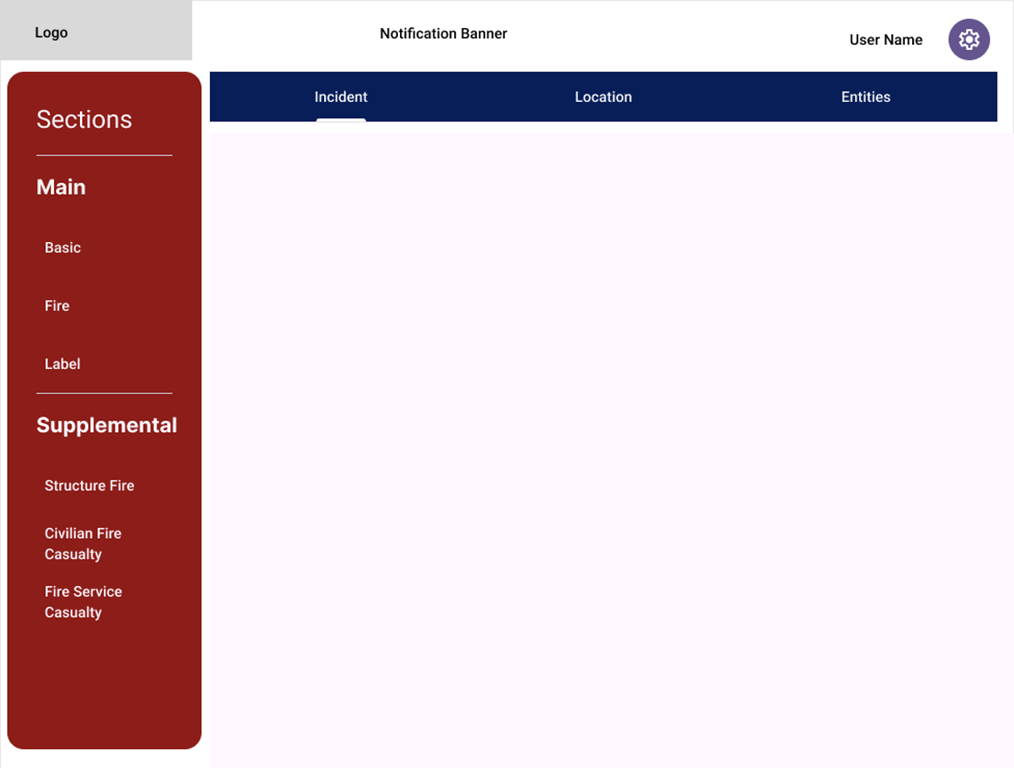 Logo
Notification Banner
User Name
Sections
Main
Basic
Fire
Label
Supplemental
Structure Fire
Civilian Fire
Casualty
Fire Service
Casualty
Incident
Location
Entities